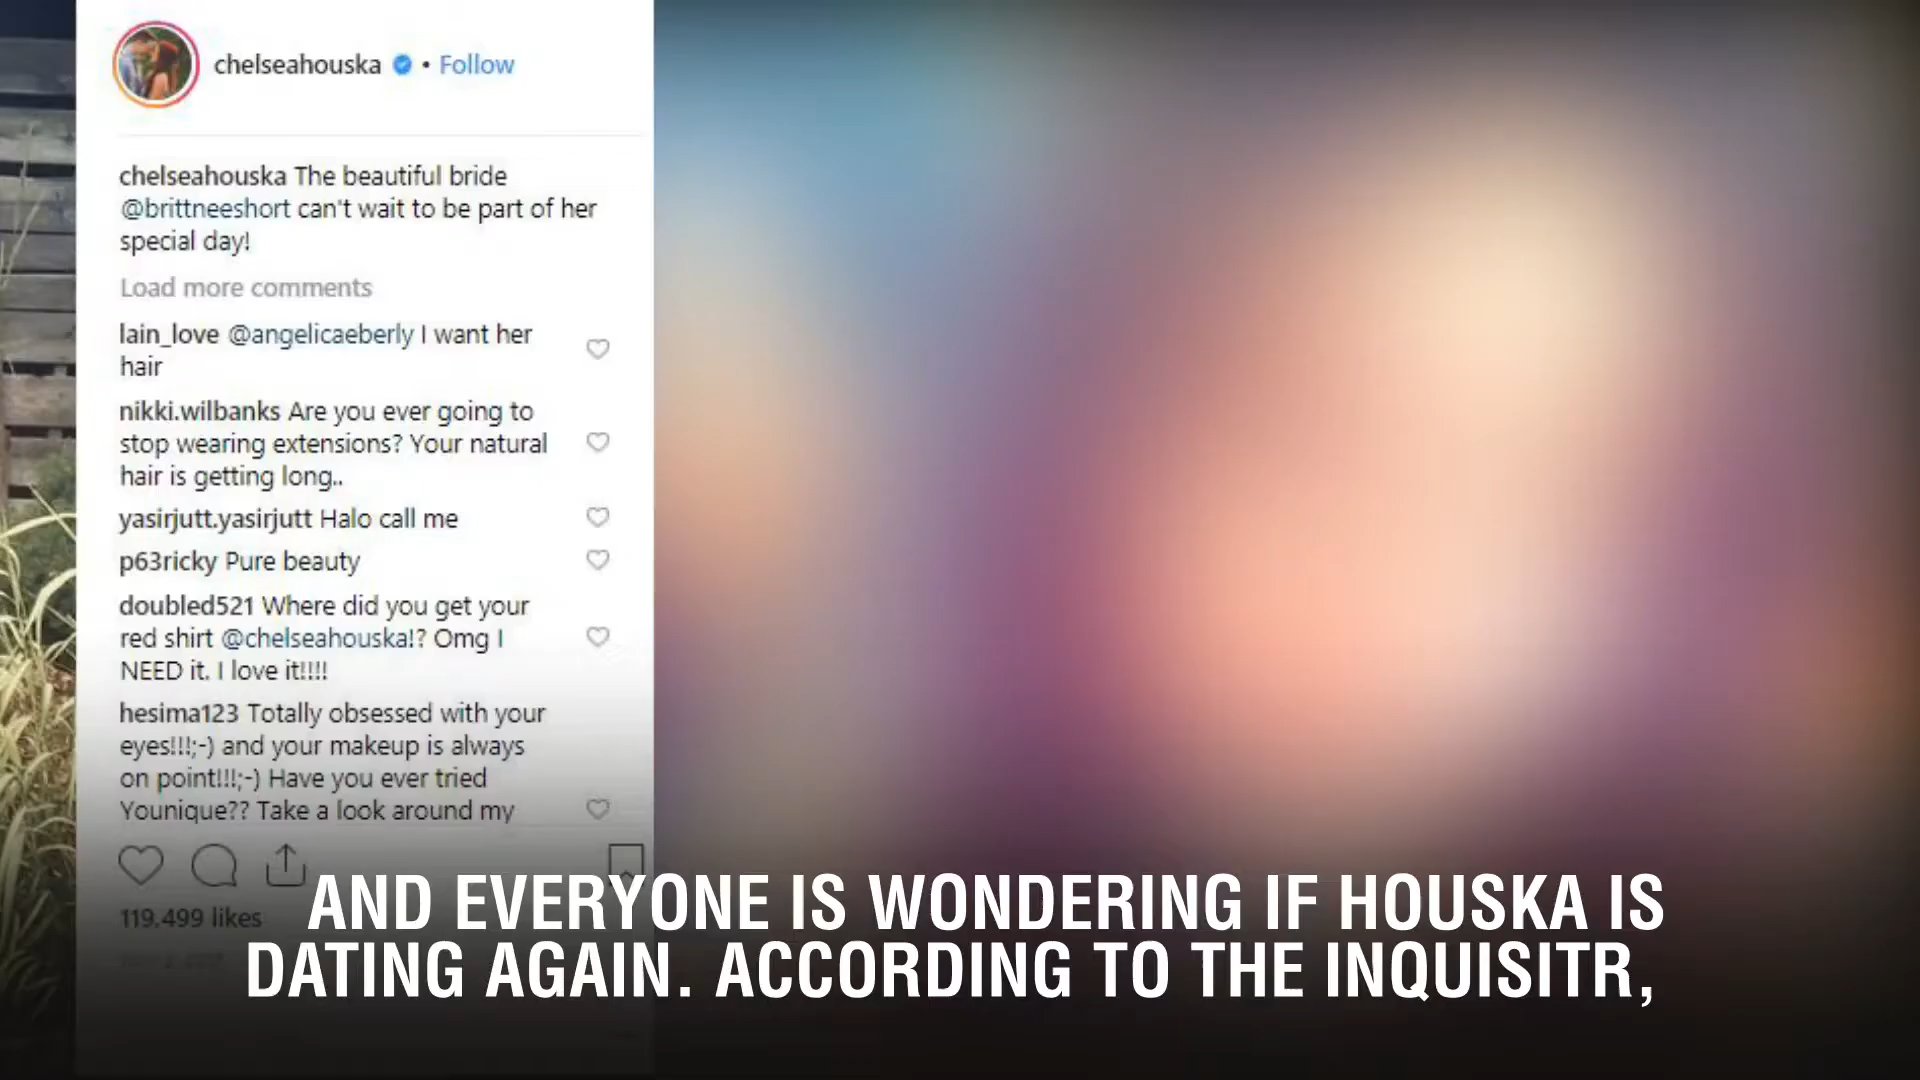 chelseahouska • Follow
chelseahouska The beautiful bride
@brittneeshort can't wait to be part of her
special day!
Load more comments
lain_love @angelicaeberly I want her
hair
nikki.wilbanks Are you ever going to
stop wearing extensions? Your natural
hair is getting long..
yasirjutt.yasirjutt Halo call me
p63ricky Pure beauty
doubled521 Where did you get your
red shirt @chelseahouska!? Omg I
NEED it. I love it!!!!
hesima123 Totally obsessed with your
eyes!!!;-) and your makeup is always
on point!!!;-) Have you ever tried
Younique?? Take a look around my
119,499 likes
AND EVERYONE IS WONDERING IF HOUSKA IS
DATING AGAIN. ACCORDING TO THE INQUISITR,